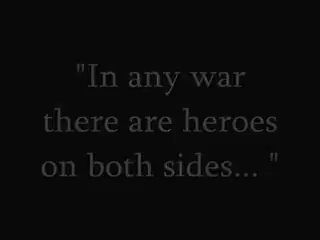 "In any war
there are heroes
on both sides... "